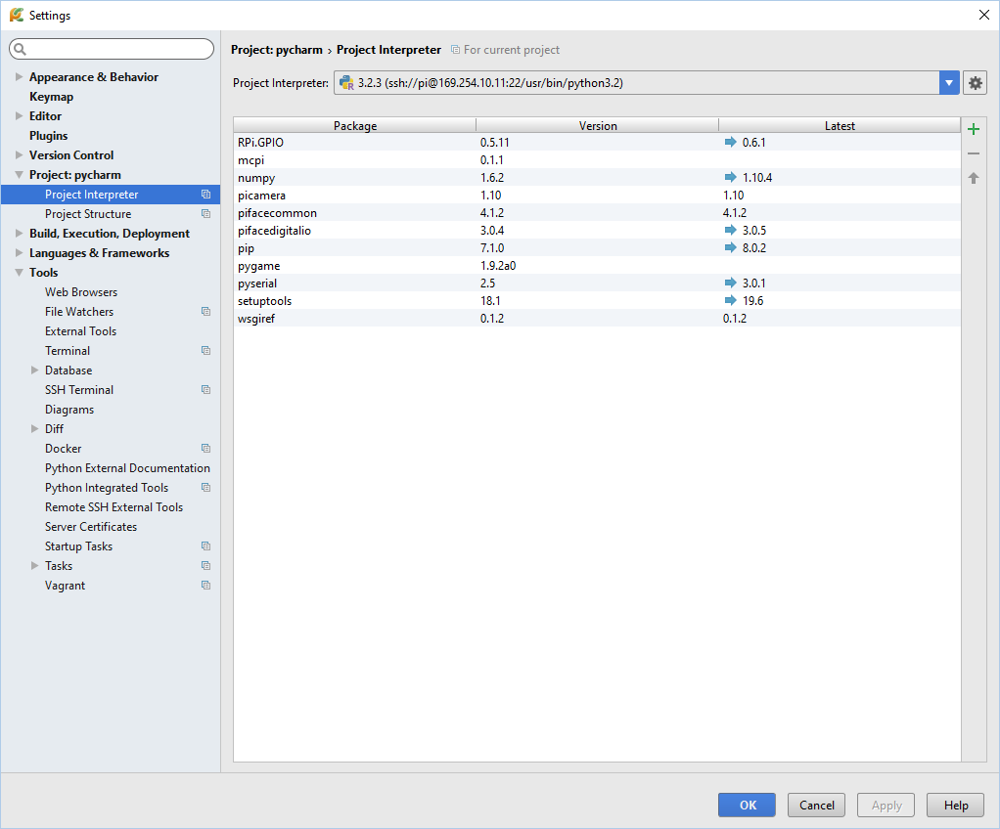 Settings
Project: pycharm › Project Interpreter For current project
Project Interpreter: 3.2.3 (ssh://pi@169.254.10.11:22/usr/bin/python3.2)
Appearance & Behavior
Keymap
Editor
Plugins
Version Control
Project: pycharm
Project Interpreter
Project Structure
Build, Execution, Deployment
Languages & Frameworks
Tools
Web Browsers
File Watchers
External Tools
Terminal
Database
SSH Terminal
Diagrams
Diff
Docker
Python External Documentation
Python Integrated Tools
Remote SSH External Tools
Server Certificates
Startup Tasks
Tasks
Vagrant
Package Version Latest
RPi.GPIO 0.5.11 0.6.1
mcpi 0.1.1
numpy 1.6.2 1.10.4
picamera 1.10 1.10
pifacecommon 4.1.2 4.1.2
pifacedigitalio 3.0.4 3.0.5
pip 7.1.0 8.0.2
pygame 1.9.2a0
pyserial 2.5 3.0.1
setuptools 18.1 19.6
wsgiref 0.1.2 0.1.2
OK Cancel Apply Help